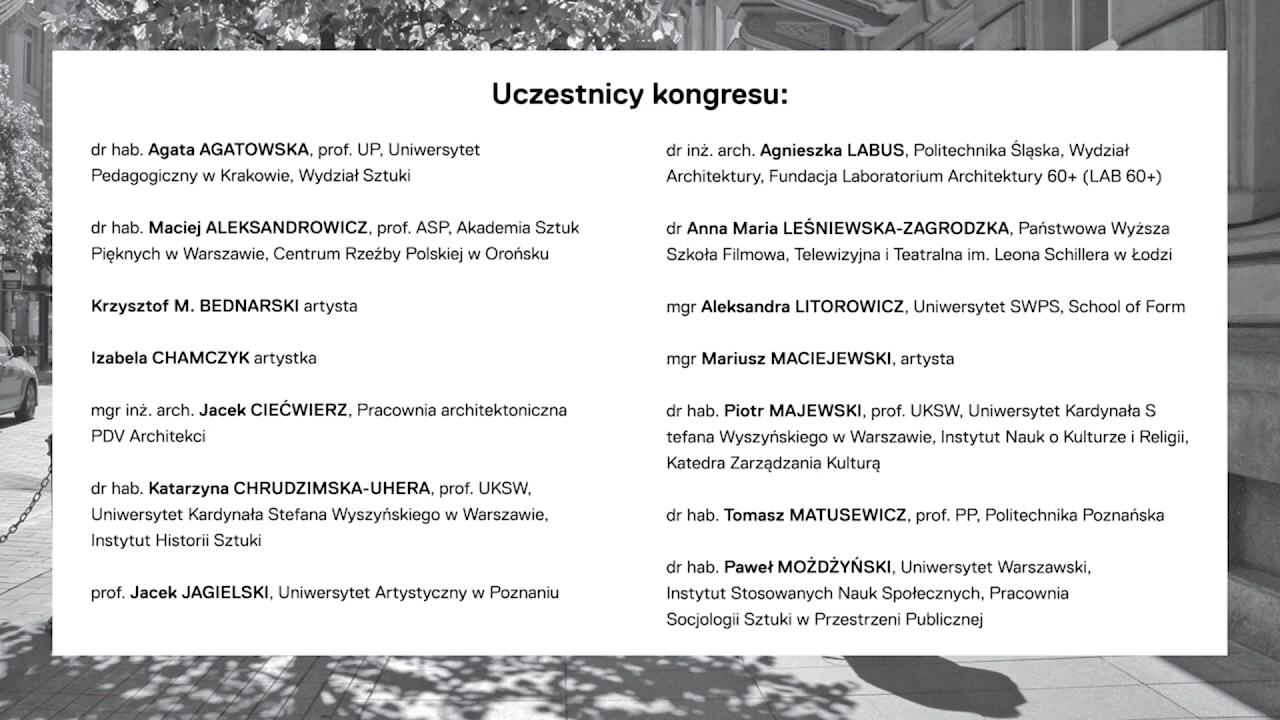 Uczestnicy kongresu:
dr hab. Agata AGATOWSKA, prof. UP, Uniwersytet
Pedagogiczny w Krakowie, Wydział Sztuki
dr hab. Maciej ALEKSANDROWICZ, prof. ASP, Akademia Sztuk
Pięknych w Warszawie, Centrum Rzeźby Polskiej w Orońsku
Krzysztof M. BEDNARSKI artysta
Izabela CHAMCZYK artystka
mgr inż. arch. Jacek CIEĆWIERZ, Pracownia architektoniczna
PDV Architekci
dr hab. Katarzyna CHRUDZIMSKA-UHERA, prof. UKSW,
Uniwersytet Kardynała Stefana Wyszyńskiego w Warszawie,
Instytut Historii Sztuki
prof. Jacek JAGIELSKI, Uniwersytet Artystyczny w Poznaniu
dr inż. arch. Agnieszka LABUS, Politechnika Śląska, Wydział
Architektury, Fundacja Laboratorium Architektury 60+ (LAB 60+)
dr Anna Maria LEŚNIEWSKA-ZAGRODZKA, Państwowa Wyższa
Szkoła Filmowa, Telewizyjna i Teatralna im. Leona Schillera w Łodzi
mgr Aleksandra LITOROWICZ, Uniwersytet SWPS, School of Form
mgr Mariusz MACIEJEWSKI, artysta
dr hab. Piotr MAJEWSKI, prof. UKSW, Uniwersytet Kardynała S
tefana Wyszyńskiego w Warszawie, Instytut Nauk o Kulturze i Religii,
Katedra Zarządzania Kulturą
dr hab. Tomasz MATUSEWICZ, prof. PP, Politechnika Poznańska
dr hab. Paweł MOŻDŻYŃSKI, Uniwersytet Warszawski,
Instytut Stosowanych Nauk Społecznych, Pracownia
Socjologii Sztuki w Przestrzeni Publicznej